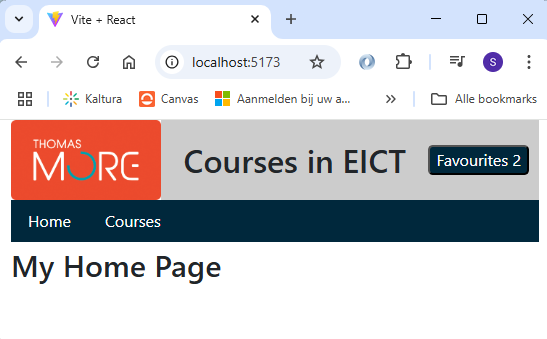 Vite + React
localhost:5173
S
Kaltura
Canvas
Aanmelden bij uw a...
Alle bookmarks
THOMAS
MORE
Courses in EICT
Favourites 2
Home
Courses
My Home Page